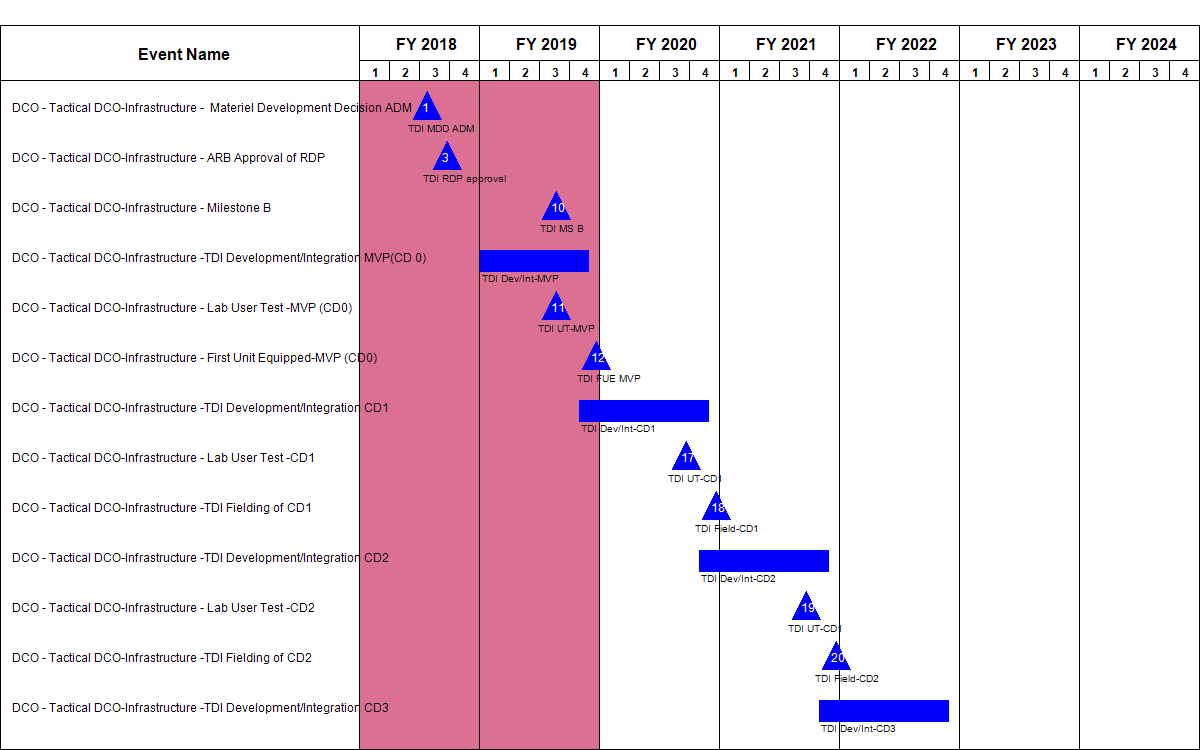 Event Name
FY 2018 FY 2019 FY 2020 FY 2021 FY 2022 FY 2023 FY 2024
1 2 3 4 1 2 3 4 1 2 3 4 1 2 3 4 1 2 3 4 1 2 3 4 1 2 3 4
DCO - Tactical DCO-Infrastructure - Materiel Development Decision ADM
1
TDI MDD ADM
DCO - Tactical DCO-Infrastructure - ARB Approval of RDP
3
TDI RDP approval
DCO - Tactical DCO-Infrastructure - Milestone B
10
TDI MS B
DCO - Tactical DCO-Infrastructure -TDI Development/Integration MVP(CD 0)
TDI Dev/Int-MVP
DCO - Tactical DCO-Infrastructure - Lab User Test -MVP (CD0)
11
TDI UT-MVP
DCO - Tactical DCO-Infrastructure - First Unit Equipped-MVP (CD0)
12
TDI FUE MVP
DCO - Tactical DCO-Infrastructure -TDI Development/Integration CD1
TDI Dev/Int-CD1
DCO - Tactical DCO-Infrastructure - Lab User Test -CD1
17
TDI UT-CD1
DCO - Tactical DCO-Infrastructure -TDI Fielding of CD1
18
TDI Field-CD1
DCO - Tactical DCO-Infrastructure -TDI Development/Integration CD2
TDI Dev/Int-CD2
DCO - Tactical DCO-Infrastructure - Lab User Test -CD2
19
TDI UT-CD1
DCO - Tactical DCO-Infrastructure -TDI Fielding of CD2
20
TDI Field-CD2
DCO - Tactical DCO-Infrastructure -TDI Development/Integration CD3
TDI Dev/Int-CD3